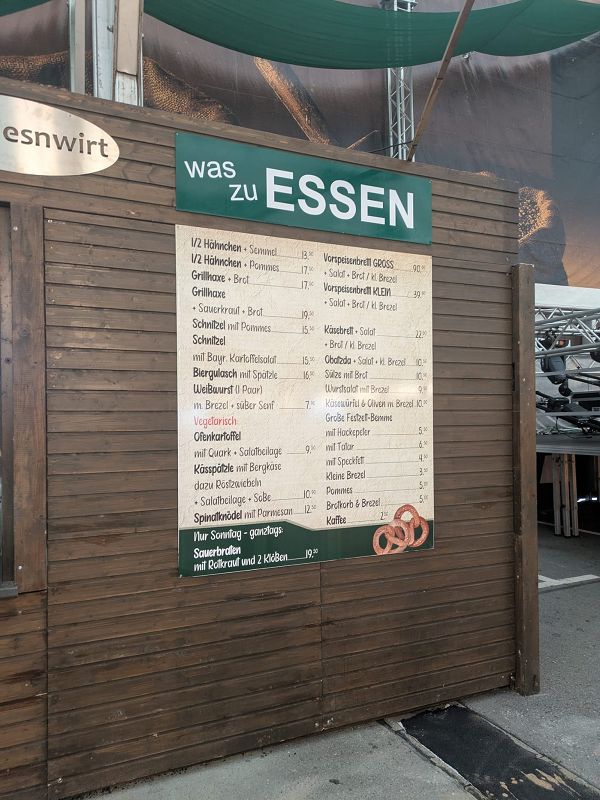 esnwirt
was
zu ESSEN
1/2 Hähnchen + Semmel 13.50
1/2 Hähnchen + Pommes 17.50
Grillhaxe + Brot 17.50
Grillhaxe
+ Sauerkraut + Brot 19.50
Schnitzel mit Pommes 15.50
Schnitzel
mit Bayr. Kartoffelsalat 15.50
Biergulasch mit Spätzle 16.50
Weißwurst (1 Paar)
m. Brezel + süßer Senf 7.50
Vegetarisch:
Ofenkartoffel
mit Quark + Salatbeilage 9.50
Kässpätzle mit Bergkäse
dazu Röstzwiebeln
+ Salatbeilage + Soße 10.50
Spinatknödel mit Parmesan 12.50
Nur Sonntag - ganztags:
Sauerbraten
mit Rotkraut und 2 Klößen 19.50
Vorspeisenbrett GROSS 90.00
+ Salat + Brot / kl. Brezel
Vorspeisenbrett KLEIN 39.50
+ Salat + Brot / kl. Brezel
Käsebrett + Salat 22.50
+ Brot / kl. Brezel
Obatzda + Salat + kl. Brezel 10.50
Sülze mit Brot 10.50
Wurstsalat mit Brezel 9.50
Käsewürfel & Oliven m. Brezel 10.50
Große Festzelt-Bemme
mit Hackepeter 5.50
mit Tatar 6.50
mit Speckfett 4.50
Kleine Brezel 3.50
Pommes 5.00
Brotkorb & Brezel 5.00
Kaffee 2.50